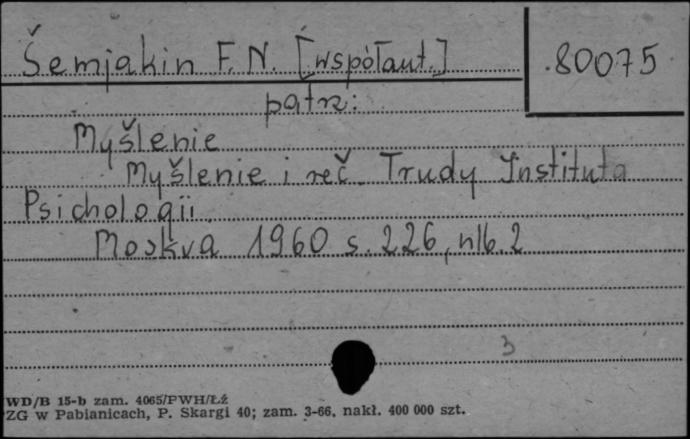 Šemjakin F. N. [współaut.]
80075
patrz:
Myšlenie
Myšlenie i reč. Trudy Instituta
Psichologii.
Moskva 1960 s. 226, nlb. 2
3
WD/B 15-b zam. 4065/PWH/Łź
ZG w Pabianicach, P. Skargi 40; zam. 3-66, nakł. 400 000 szt.